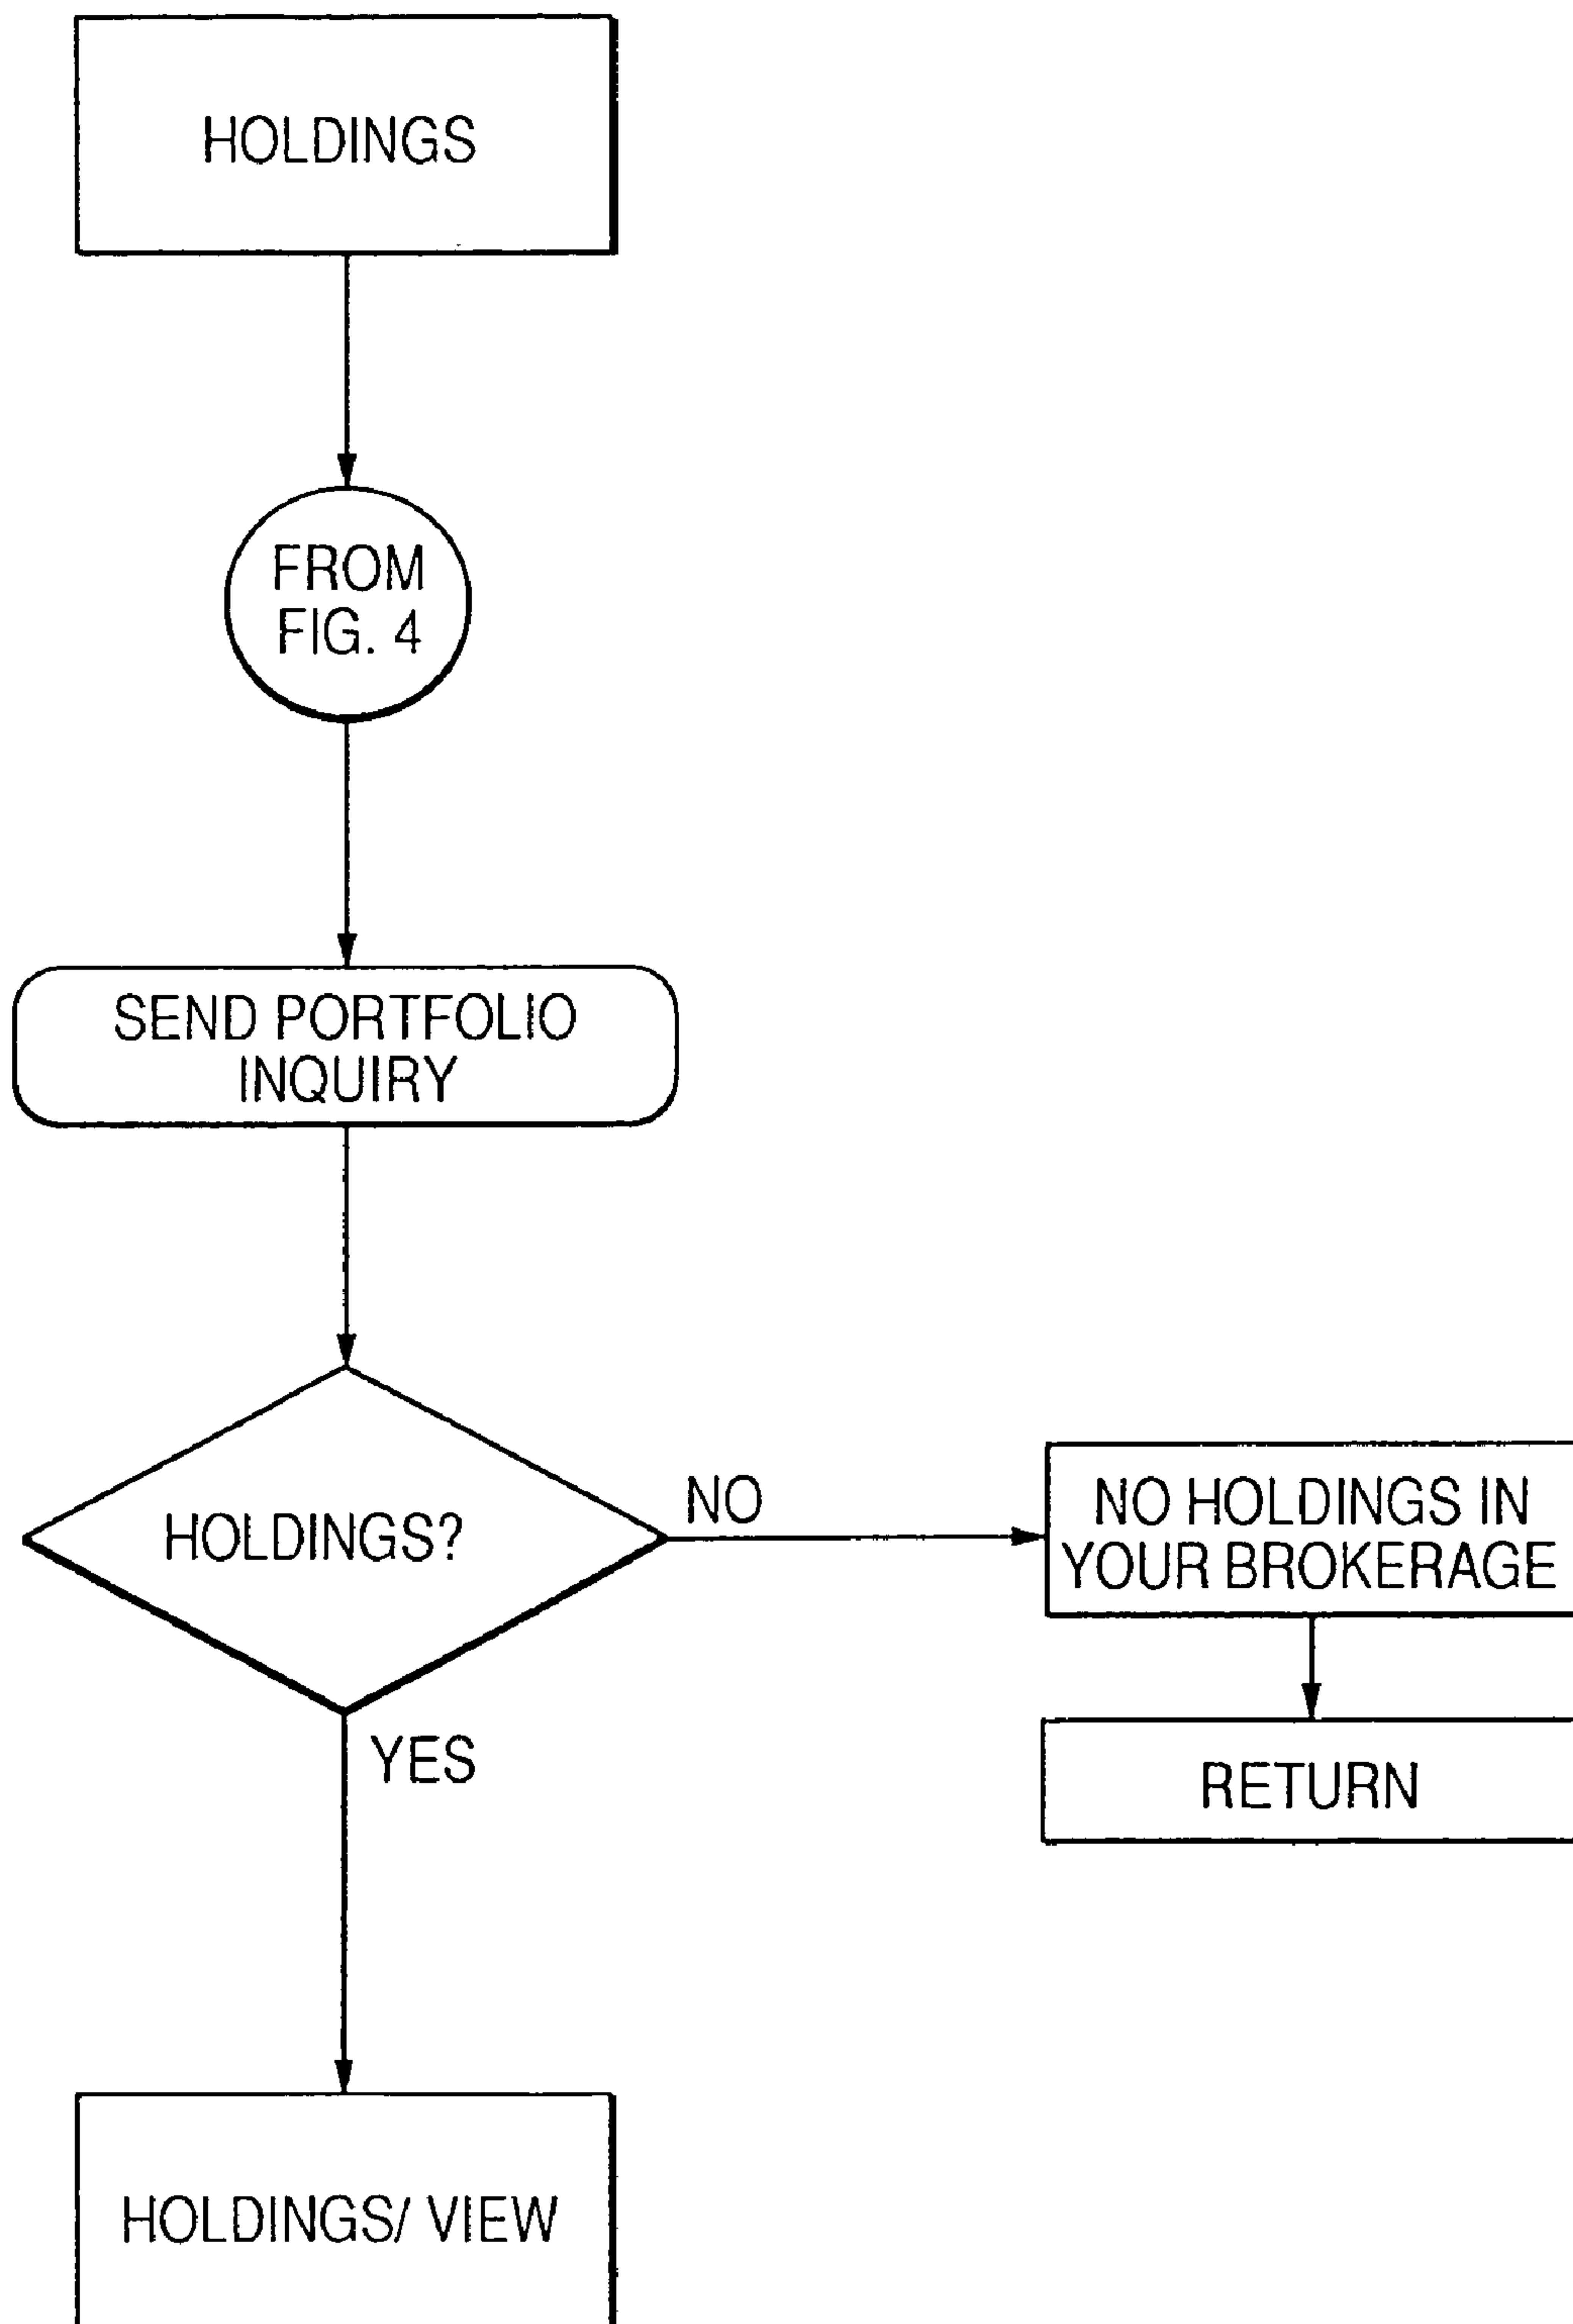 HOLDINGS
FROM
FIG. 4
SEND PORTFOLIO
INQUIRY
HOLDINGS?
NO
NO HOLDINGS IN
YOUR BROKERAGE
YES
RETURN
HOLDINGS/ VIEW